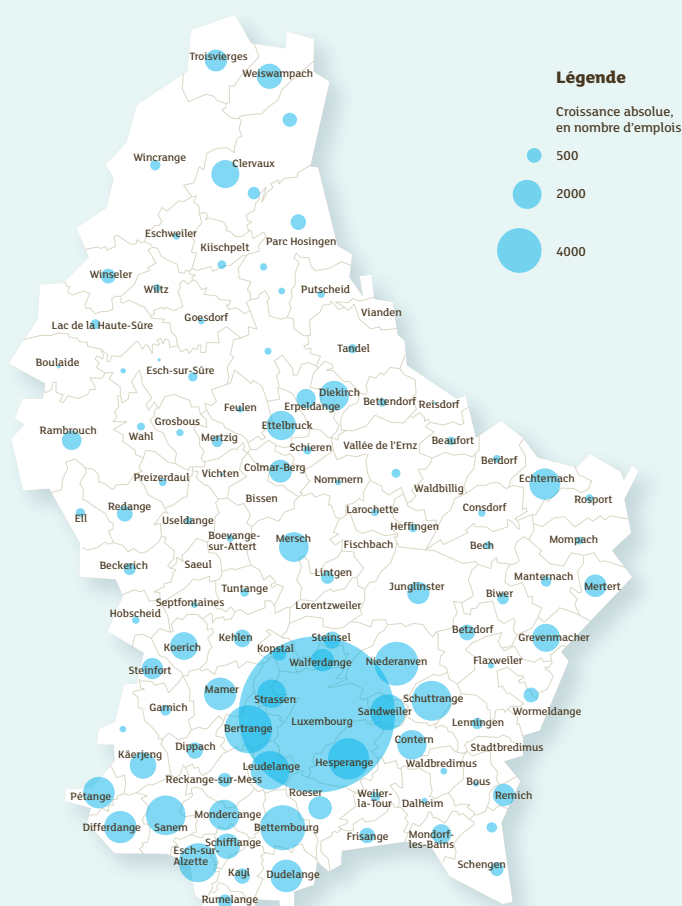 Troisvierges
Weiswampach
Légende
Croissance absolue,
en nombre d'emplois
500
2000
4000
Wincrange
Clervaux
Eschweiler
Kiischpelt
Parc Hosingen
Winseler
Wiltz
Putscheid
Lac de la Haute-Sûre
Goesdorf
Vianden
Tandel
Boulaide
Esch-sur-Sûre
Diekirch
Erpeldange
Bettendorf
Reisdorf
Feulen
Ettelbruck
Rambrouch
Wahl
Grosbous
Mertzig
Schieren
Vallée de l'Ernz
Beaufort
Berdorf
Preizerdaul
Vichten
Colmar-Berg
Nommern
Waldbillig
Echternach
Rosport
Bissen
Ell
Redange
Useldange
Larochette
Heffingen
Consdorf
Boevange-
sur-Attert
Mersch
Fischbach
Bech
Mompach
Beckerich
Saeul
Lintgen
Tuntange
Junglinster
Manternach
Biwer
Mertert
Septfontaines
Lorentzweiler
Hobscheid
Koerich
Kehlen
Kopstal
Steinsel
Walferdange
Niederanven
Betzdorf
Grevenmacher
Flaxweiler
Steinfort
Mamer
Strassen
Sandweiler
Schuttrange
Wormeldange
Garnich
Luxembourg
Lenningen
Bertrange
Contern
Stadtbredimus
Käerjeng
Dippach
Leudelange
Hesperange
Waldbredimus
Reckange-sur-Mess
Bous
Pétange
Roeser
Weiler-
la-Tour
Dalheim
Remich
Differdange
Sanem
Mondercange
Bettembourg
Frisange
Mondorf-
les-Bains
Schifflange
Esch-sur-
Alzette
Kayl
Dudelange
Schengen
Rumelange